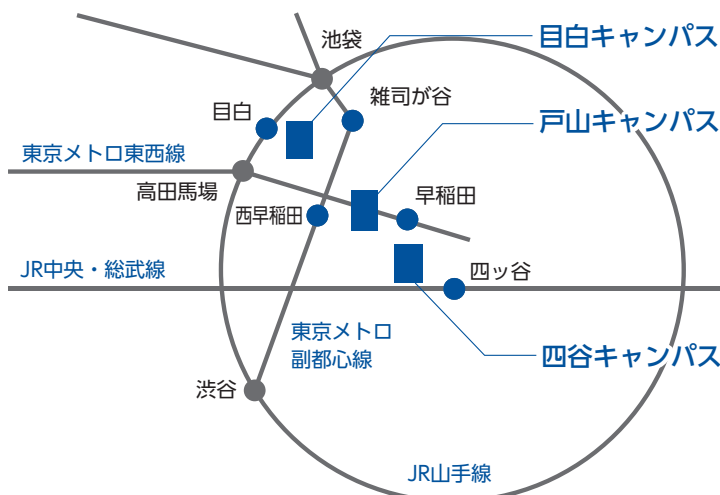 池袋
目白キャンパス
目白
雑司が谷
戸山キャンパス
東京メトロ東西線
高田馬場
早稲田
西早稲田
JR中央・総武線
四ッ谷
東京メトロ
副都心線
四谷キャンパス
渋谷
JR山手線